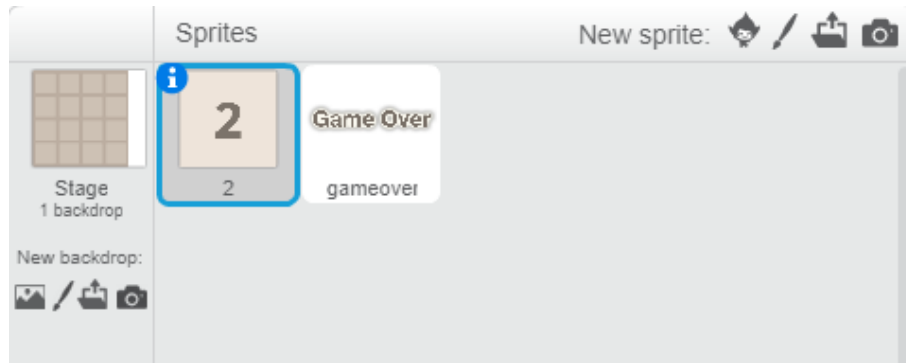 Sprites
New sprite:
2
Game Over
Stage
1 backdrop
2
gameover
New backdrop: